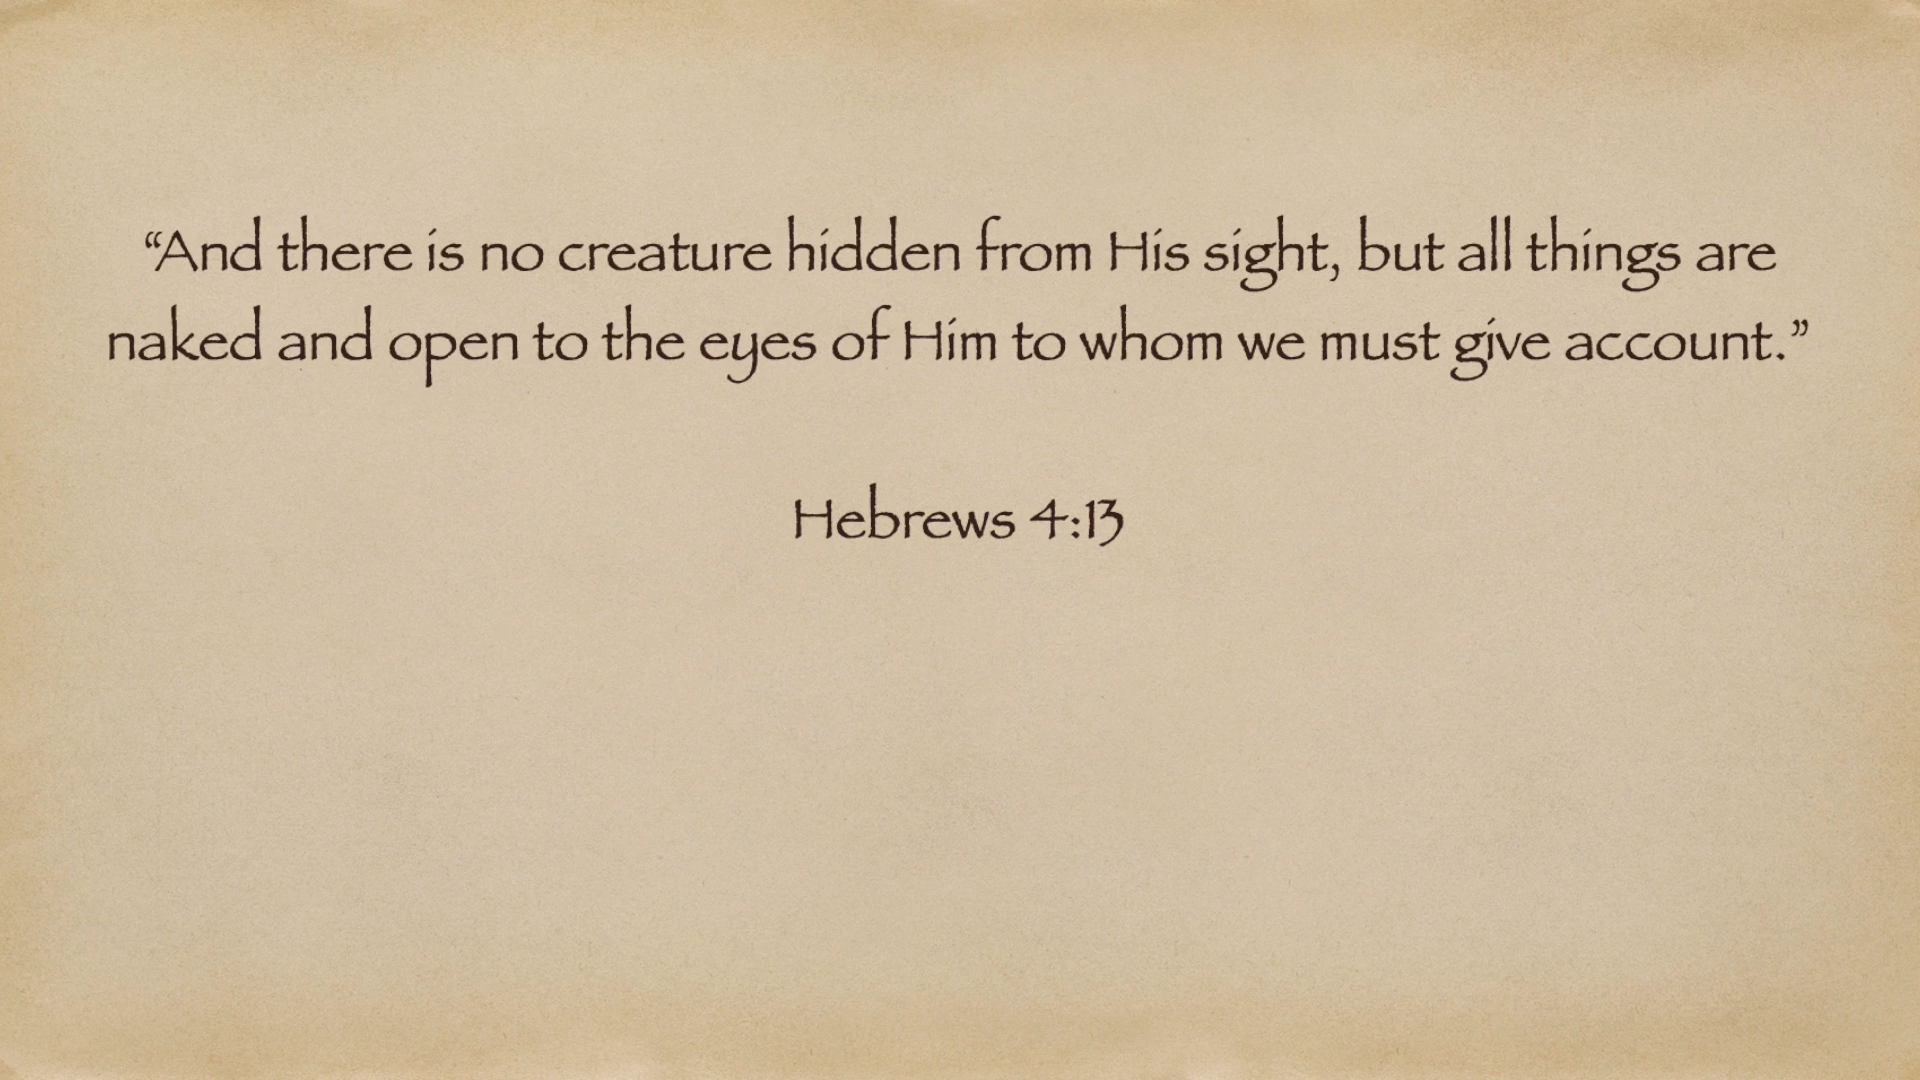 “And there is no creature hidden from His sight, but all things are
naked and open to the eyes of Him to whom we must give account.”
Hebrews 4:13